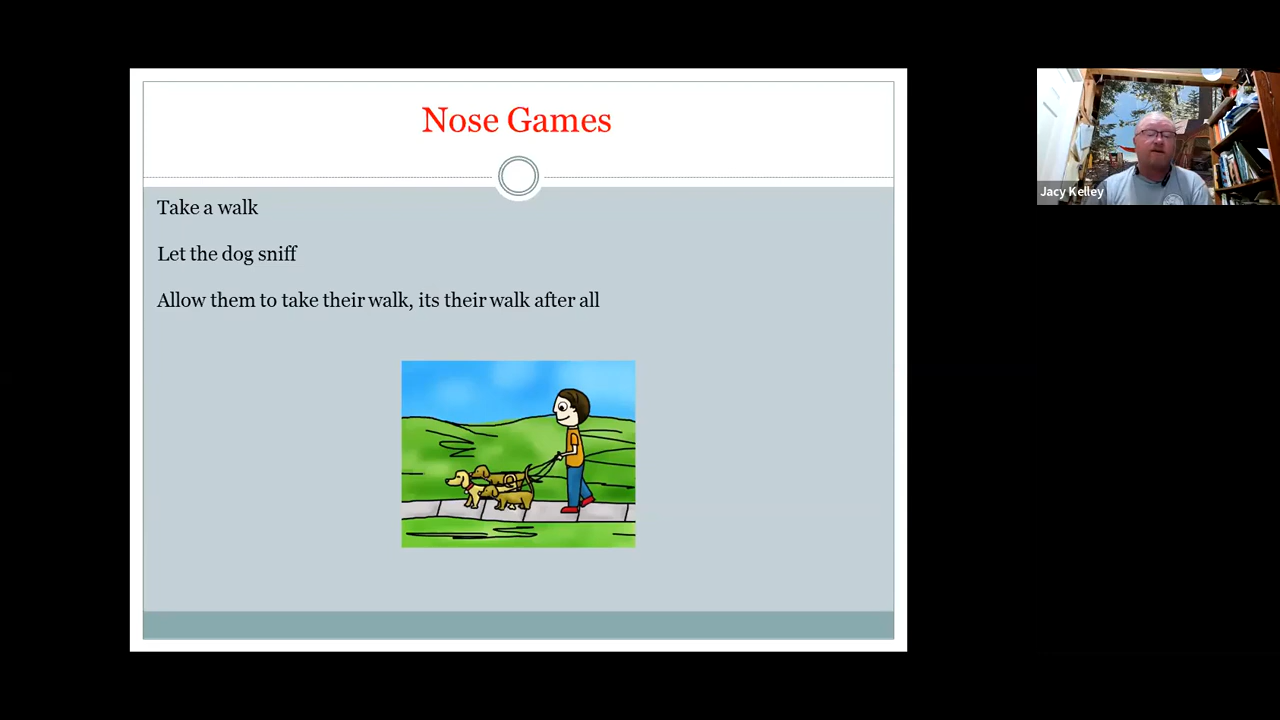 Nose Games
Take a walk
Let the dog sniff
Allow them to take their walk, its their walk after all
Jacy Kelley